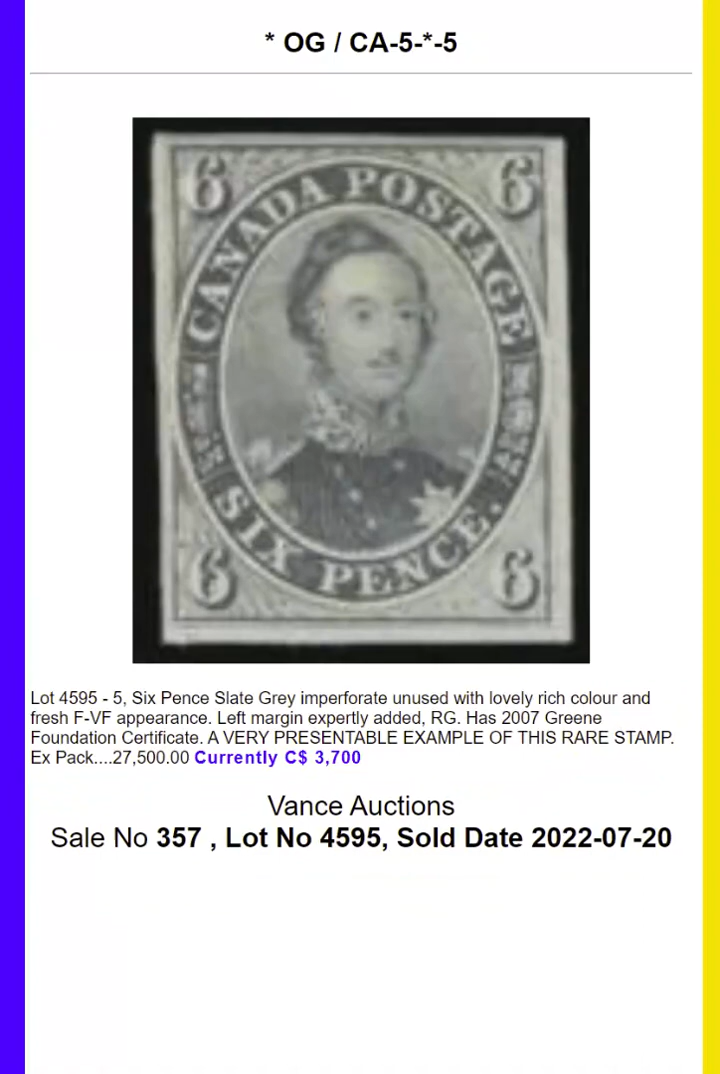 * OG / CA-5-*-5
6 6
CANADA POSTAGE
SIX PENCE.
6 6
Lot 4595 - 5, Six Pence Slate Grey imperforate unused with lovely rich colour and
fresh F-VF appearance. Left margin expertly added, RG. Has 2007 Greene
Foundation Certificate. A VERY PRESENTABLE EXAMPLE OF THIS RARE STAMP.
Ex Pack....27,500.00 Currently C$ 3,700
Vance Auctions
Sale No 357 , Lot No 4595, Sold Date 2022-07-20